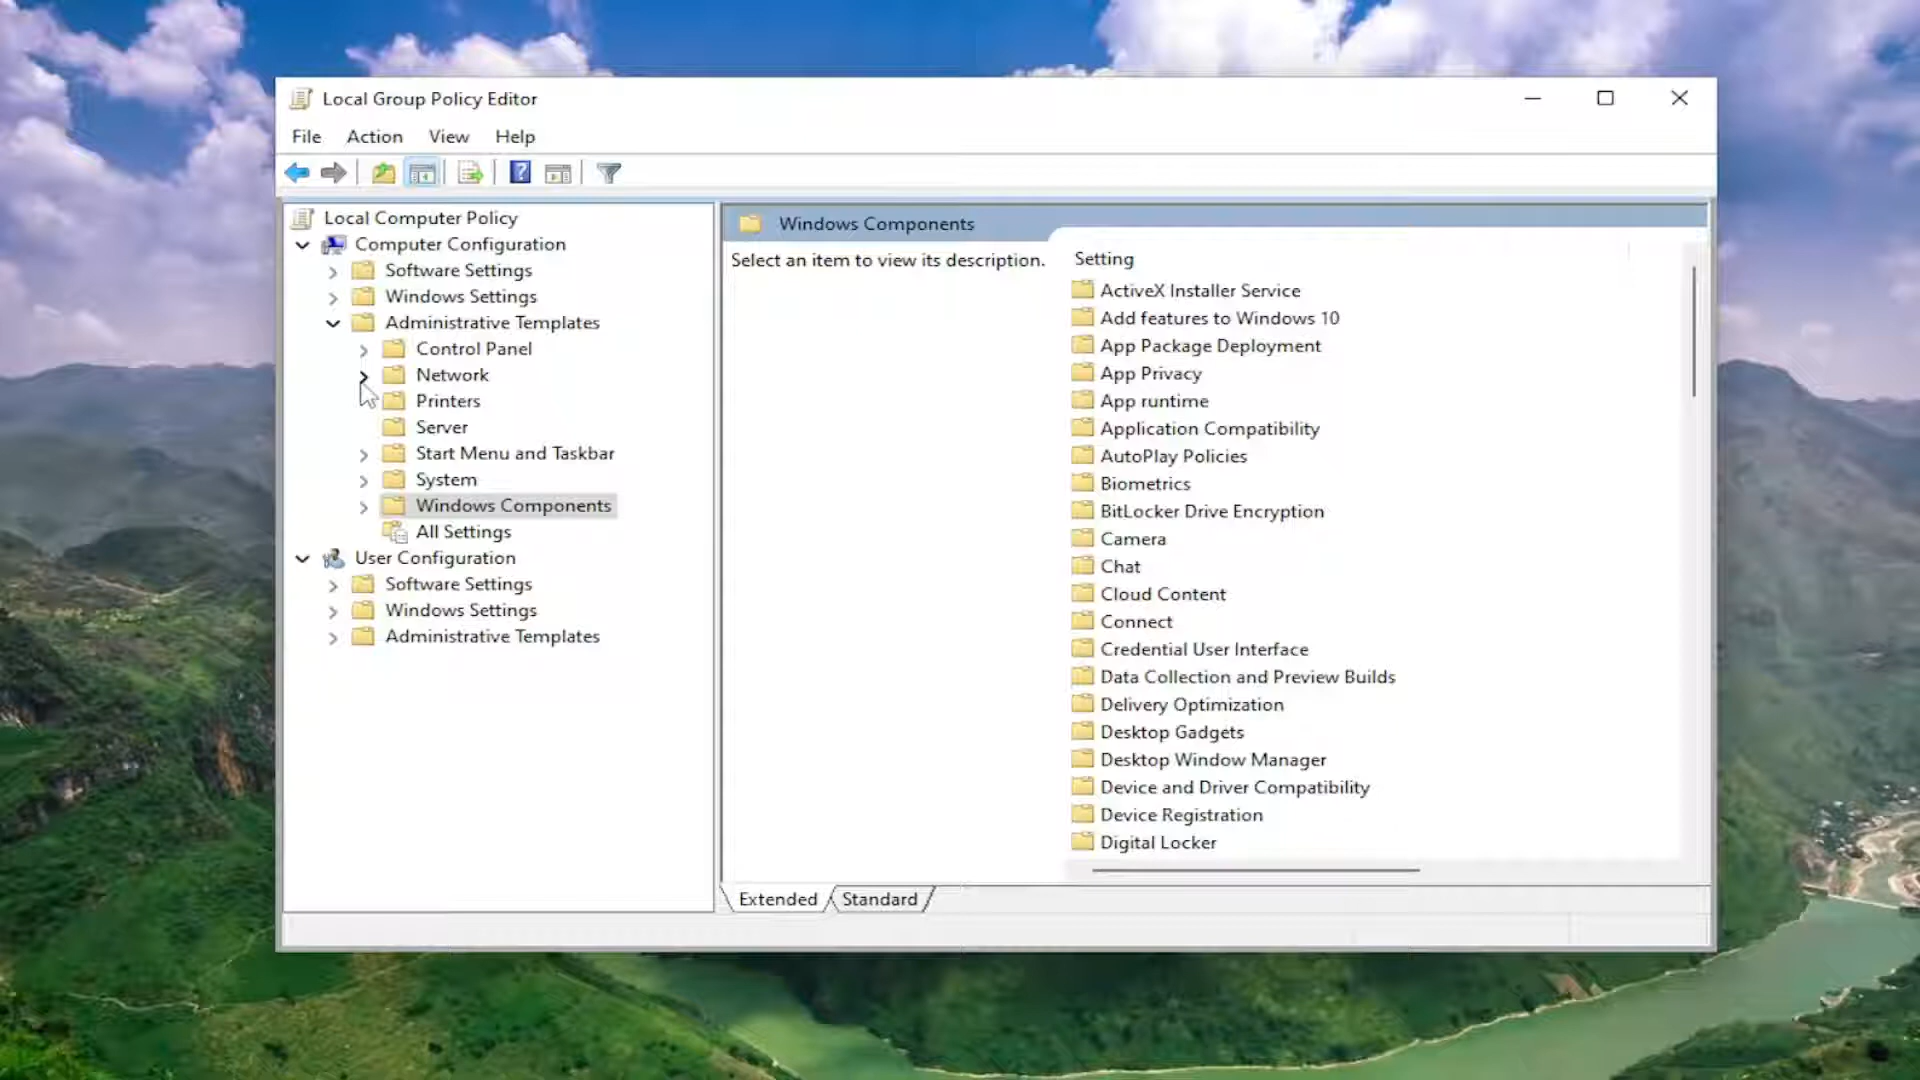 Local Group Policy Editor
File Action View Help
Local Computer Policy
Computer Configuration
Software Settings
Windows Settings
Administrative Templates
Control Panel
Network
Printers
Server
Start Menu and Taskbar
System
Windows Components
All Settings
User Configuration
Software Settings
Windows Settings
Administrative Templates
Windows Components
Select an item to view its description.
Setting
ActiveX Installer Service
Add features to Windows 10
App Package Deployment
App Privacy
App runtime
Application Compatibility
AutoPlay Policies
Biometrics
BitLocker Drive Encryption
Camera
Chat
Cloud Content
Connect
Credential User Interface
Data Collection and Preview Builds
Delivery Optimization
Desktop Gadgets
Desktop Window Manager
Device and Driver Compatibility
Device Registration
Digital Locker
Extended Standard